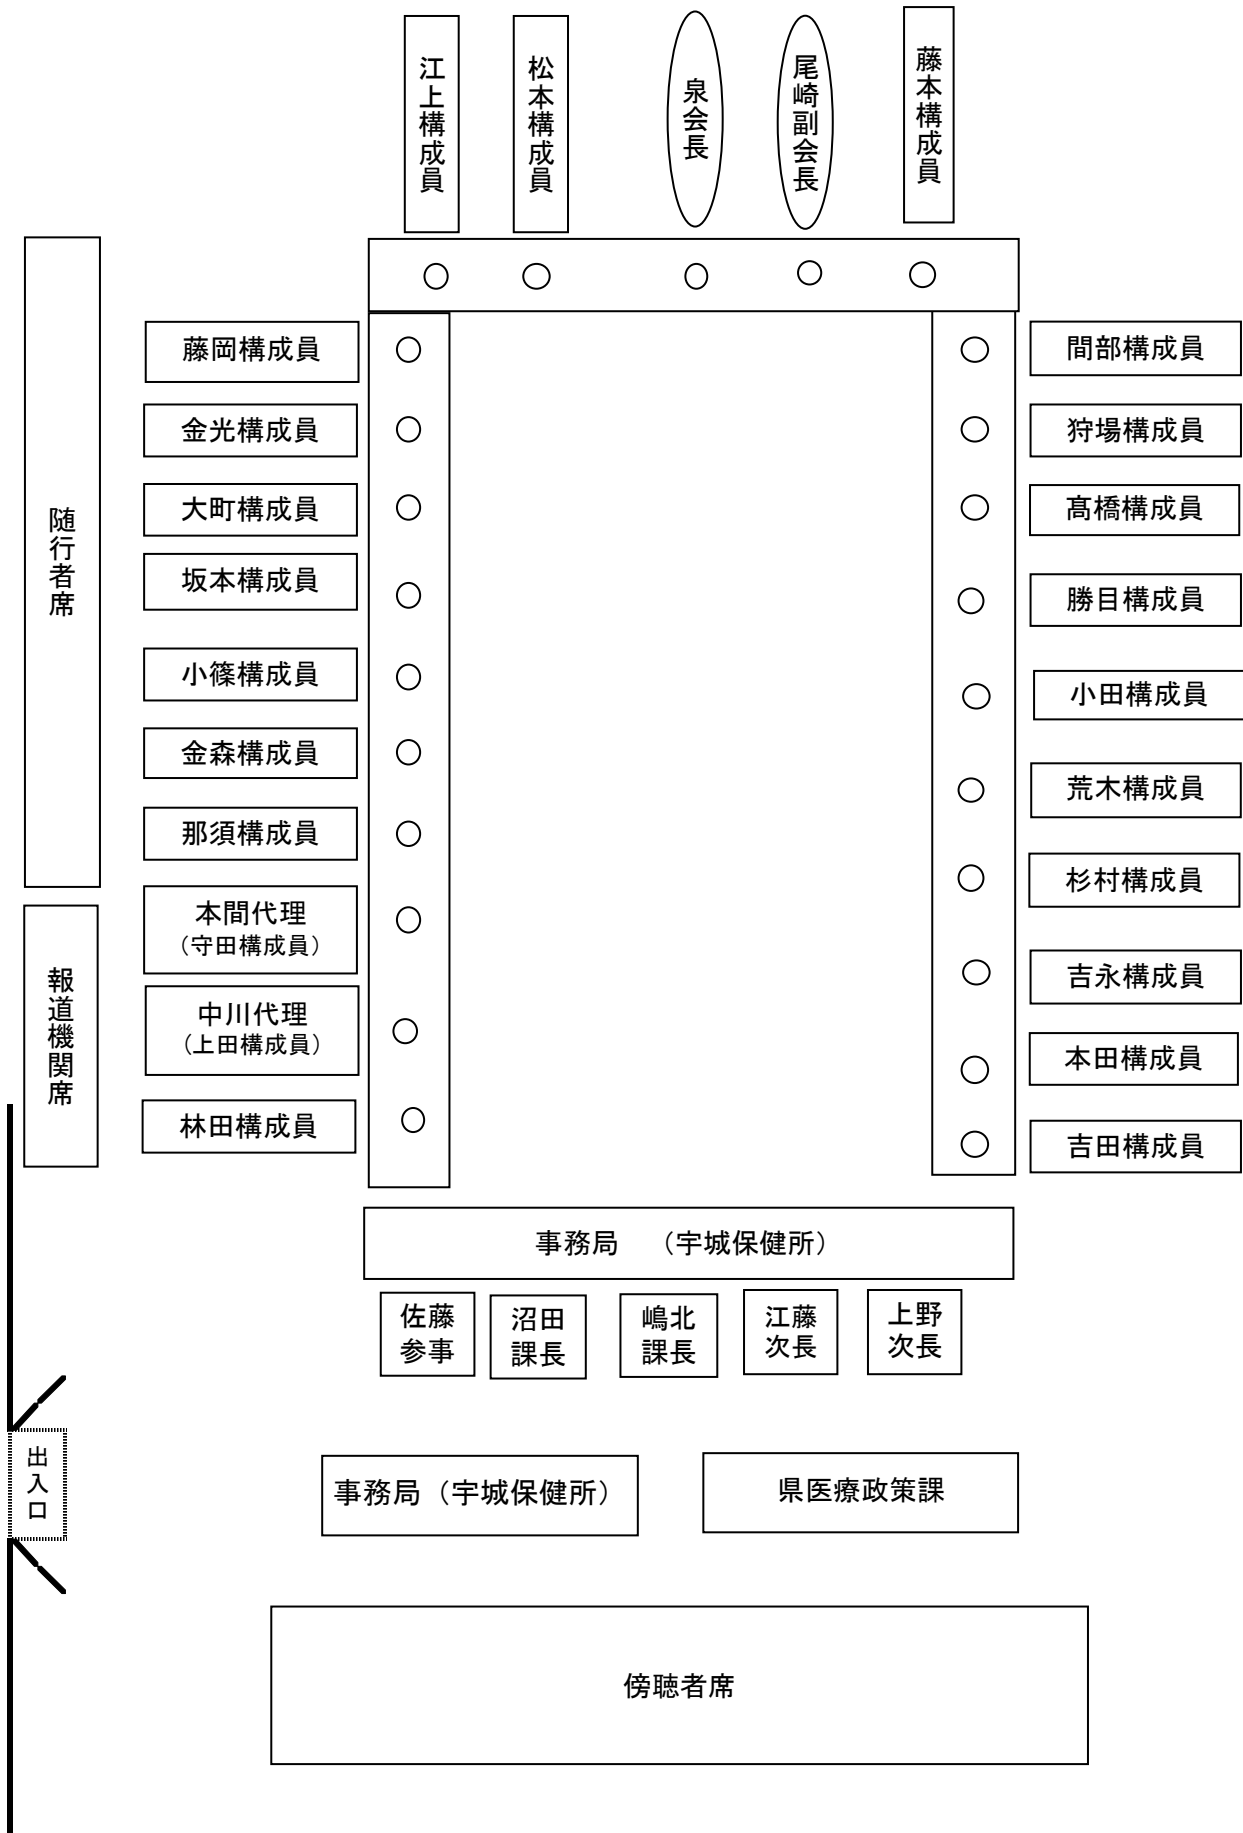 江上構成員
松本構成員
泉会長
尾崎副会長
藤本構成員
随行者席
報道機関席
藤岡構成員
金光構成員
大町構成員
坂本構成員
小篠構成員
金森構成員
那須構成員
本間代理
（守田構成員）
中川代理
（上田構成員）
林田構成員
間部構成員
狩場構成員
髙橋構成員
勝目構成員
小田構成員
荒木構成員
杉村構成員
吉永構成員
本田構成員
吉田構成員
事務局　（宇城保健所）
佐藤
参事
沼田
課長
嶋北
課長
江藤
次長
上野
次長
出入口
事務局（宇城保健所）
県医療政策課
傍聴者席